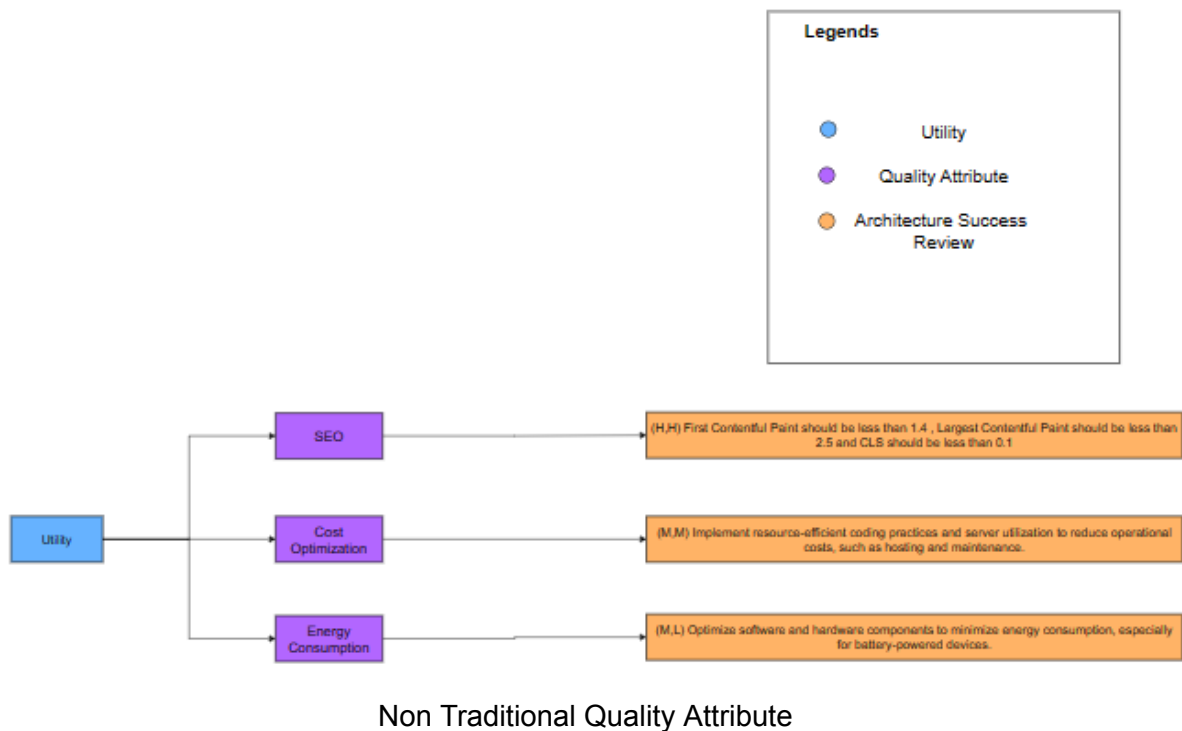 Legends
Utility
Quality Attribute
Architecture Success
Review
SEO
(H,H) First Contentful Paint should be less than 1.4 , Largest Contentful Paint should be less than
2.5 and CLS should be less than 0.1
Utility
Cost
Optimization
(M,M) Implement resource-efficient coding practices and server utilization to reduce operational
costs, such as hosting and maintenance.
Energy
Consumption
(M,L) Optimize software and hardware components to minimize energy consumption, especially
for battery-powered devices.
Non Traditional Quality Attribute